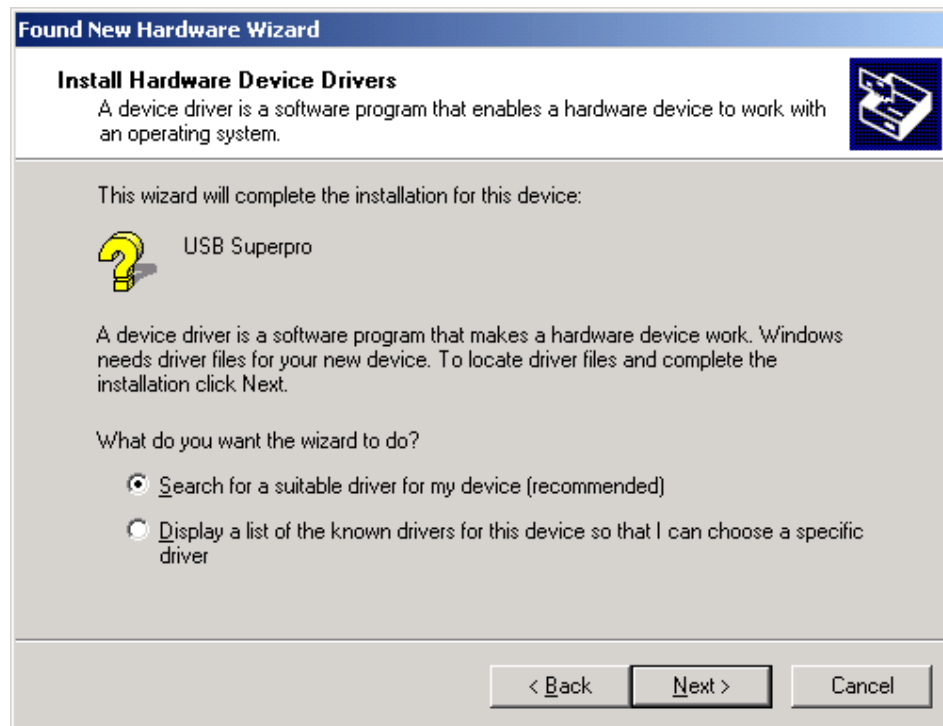 Found New Hardware Wizard
Install Hardware Device Drivers
A device driver is a software program that enables a hardware device to work with
an operating system.
This wizard will complete the installation for this device:
USB Superpro
A device driver is a software program that makes a hardware device work. Windows
needs driver files for your new device. To locate driver files and complete the
installation click Next.
What do you want the wizard to do?
Search for a suitable driver for my device (recommended)
Display a list of the known drivers for this device so that I can choose a specific
driver
< Back
Next >
Cancel